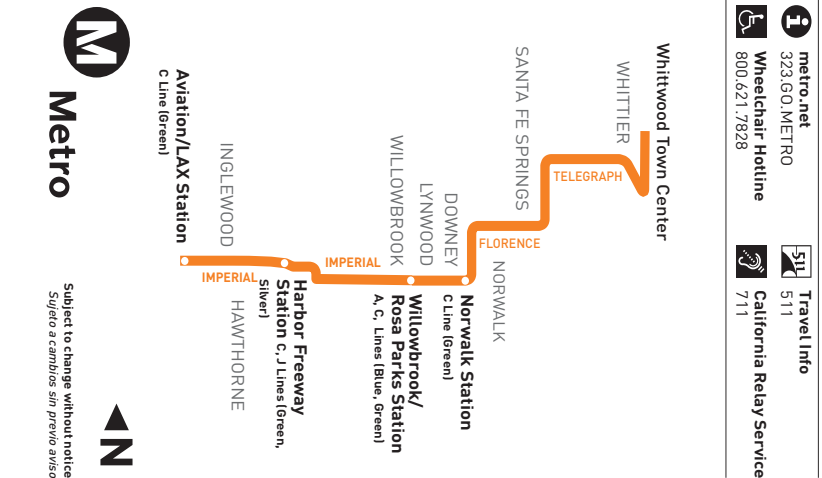 metro.net
323.GO.METRO
Wheelchair Hotline
800.621.7828
511
Travel Info
511
California Relay Service
711
Whittwood Town Center
WHITTIER
SANTA FE SPRINGS
TELEGRAPH
FLORENCE
NORWALK
DOWNEY
LYNWOOD
WILLOWBROOK
Norwalk Station
C Line (Green)
Willowbrook/
Rosa Parks Station
A, C, Lines (Blue, Green)
IMPERIAL
Harbor Freeway
Station C, J Lines (Green,
Silver)
IMPERIAL
INGLEWOOD
HAWTHORNE
Aviation/LAX Station
C Line (Green)
M
Metro
N
Subject to change without notice
Sujeto a cambios sin previo aviso